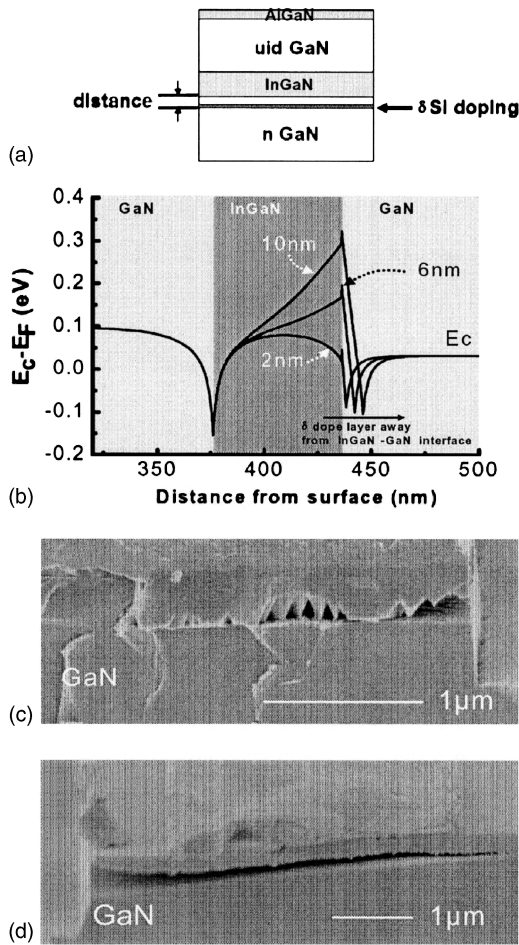 AlGaN
uid GaN
InGaN
distance
δSi doping
n GaN
(a)
0.4
GaN
InGaN
GaN
0.3
10nm
6nm
0.2
0.1
Ec
0.0
2nm
-0.1
δ dope layer away
from InGaN -GaN interface
-0.2
EC-EF (eV)
350
400
450
500
(b)
Distance from surface (nm)
GaN
1μm
(c)
GaN
1μm
(d)